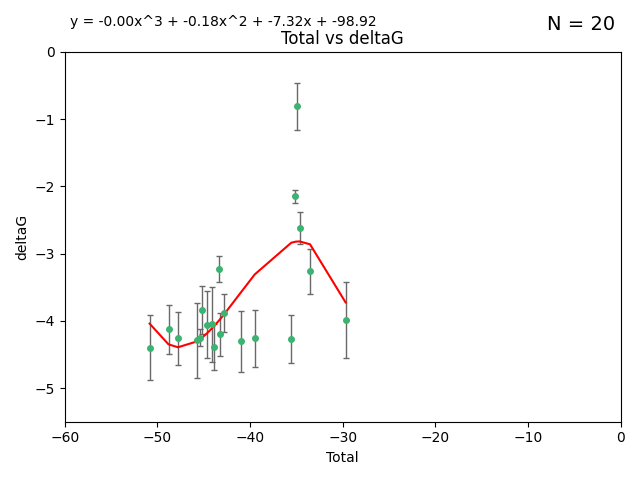 y = -0.00x^3 + -0.18x^2 + -7.32x + -98.92
N = 20
Total vs deltaG
0
−1
−2
−3
−4
−5
deltaG
−60 −50 −40 −30 −20 −10 0
Total